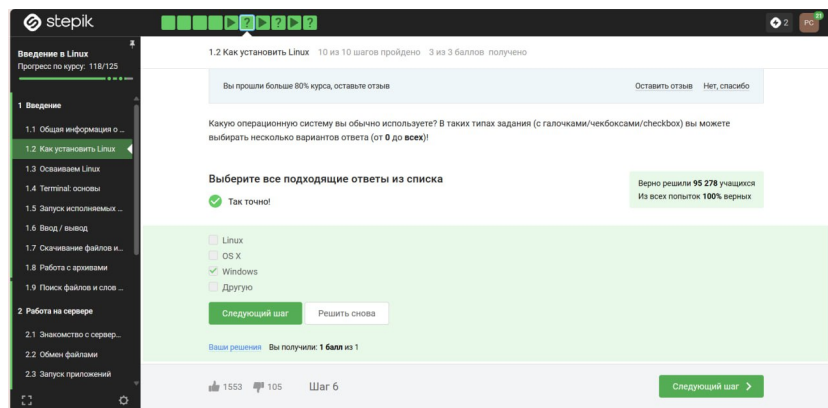 stepik
2
PC
21
Введение в Linux
Прогресс по курсу: 118/125
1.2 Как установить Linux 10 из 10 шагов пройдено 3 из 3 баллов получено
Вы прошли больше 80% курса, оставьте отзыв
Оставить отзыв Нет, спасибо
1 Введение
1.1 Общая информация о ...
1.2 Как установить Linux
1.3 Осваиваем Linux
1.4 Terminal: основы
1.5 Запуск исполняемых ...
1.6 Ввод / вывод
1.7 Скачивание файлов и...
1.8 Работа с архивами
1.9 Поиск файлов и слов ...
2 Работа на сервере
2.1 Знакомство с сервер...
2.2 Обмен файлами
2.3 Запуск приложений
Какую операционную систему вы обычно используете? В таких типах задания (с галочками/чекбоксами/checkbox) вы можете
выбирать несколько вариантов ответа (от 0 до всех)!
Выберите все подходящие ответы из списка
Так точно!
Верно решили 95 278 учащихся
Из всех попыток 100% верных
Linux
OS X
Windows
Другую
Следующий шаг
Решить снова
Ваши решения Вы получили: 1 балл из 1
1553 105 Шаг 6
Следующий шаг